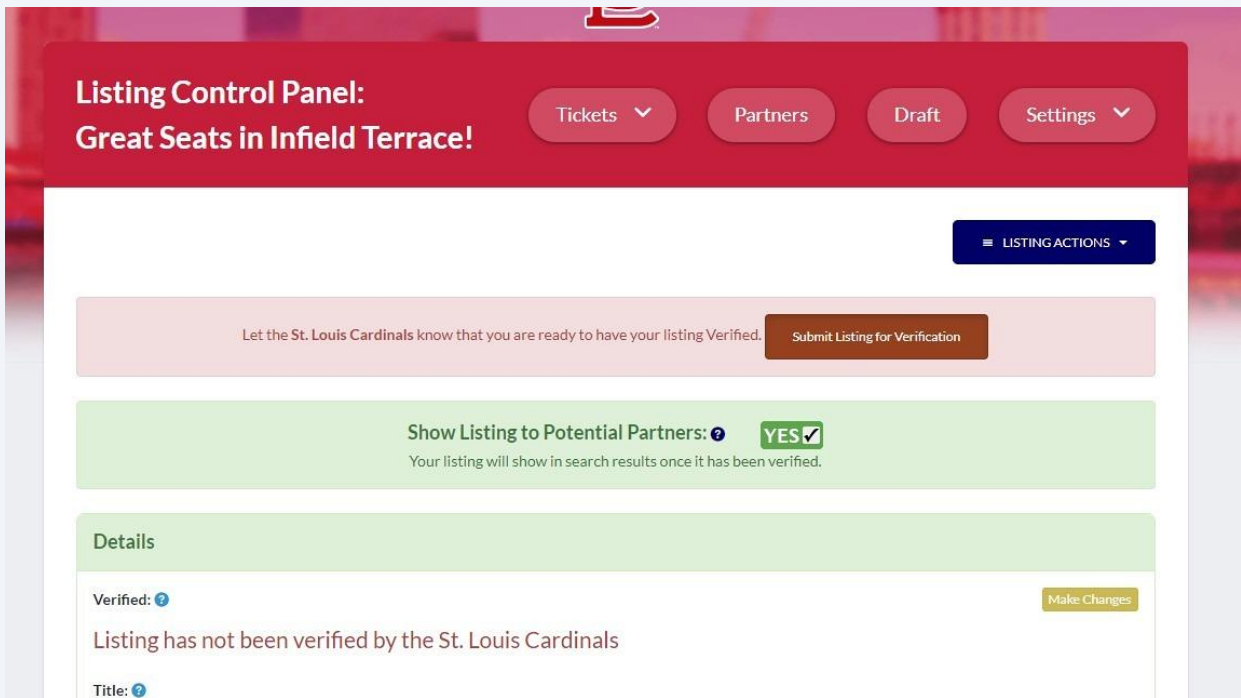 Listing Control Panel:
Great Seats in Infield Terrace!
Tickets
Partners
Draft
Settings
≡ LISTING ACTIONS
Let the St. Louis Cardinals know that you are ready to have your listing Verified.
Submit Listing for Verification
Show Listing to Potential Partners: ?
YES
Your listing will show in search results once it has been verified.
Details
Verified: ?
Make Changes
Listing has not been verified by the St. Louis Cardinals
Title: ?